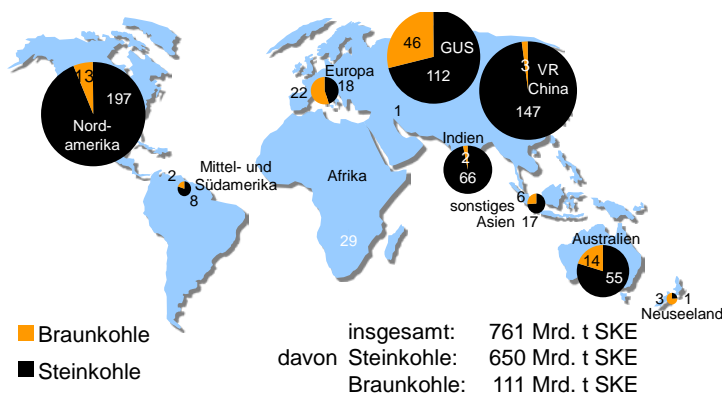 46
GUS
112
13
197
Nord-
amerika
Europa
22
18
3
VR
China
147
1
Indien
2
66
Mittel- und
Südamerika
2
8
Afrika
29
sonstiges
Asien
6
17
Australien
14
55
3
1
Neuseeland
Braunkohle
Steinkohle
insgesamt: 761 Mrd. t SKE
davon Steinkohle: 650 Mrd. t SKE
Braunkohle: 111 Mrd. t SKE